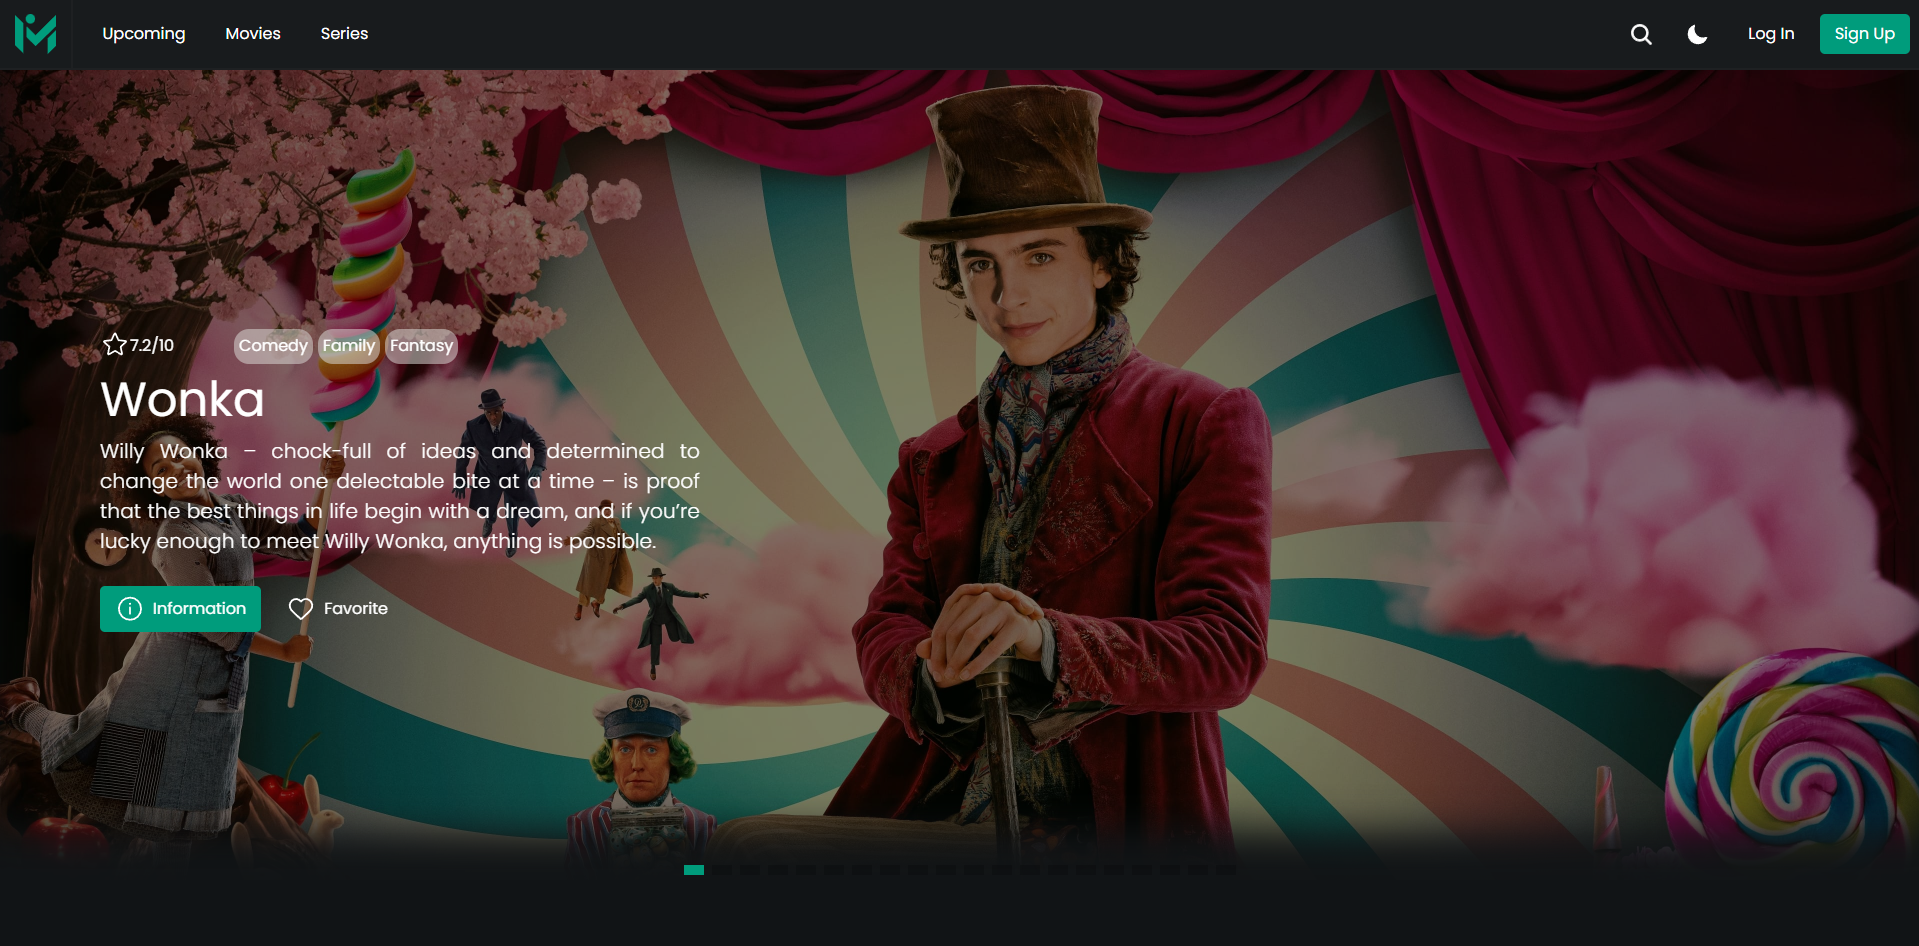 Upcoming Movies Series Log In Sign Up
7.2/10 Comedy Family Fantasy
Wonka
Willy Wonka – chock-full of ideas and determined to
change the world one delectable bite at a time – is proof
that the best things in life begin with a dream, and if you’re
lucky enough to meet Willy Wonka, anything is possible.
Information Favorite